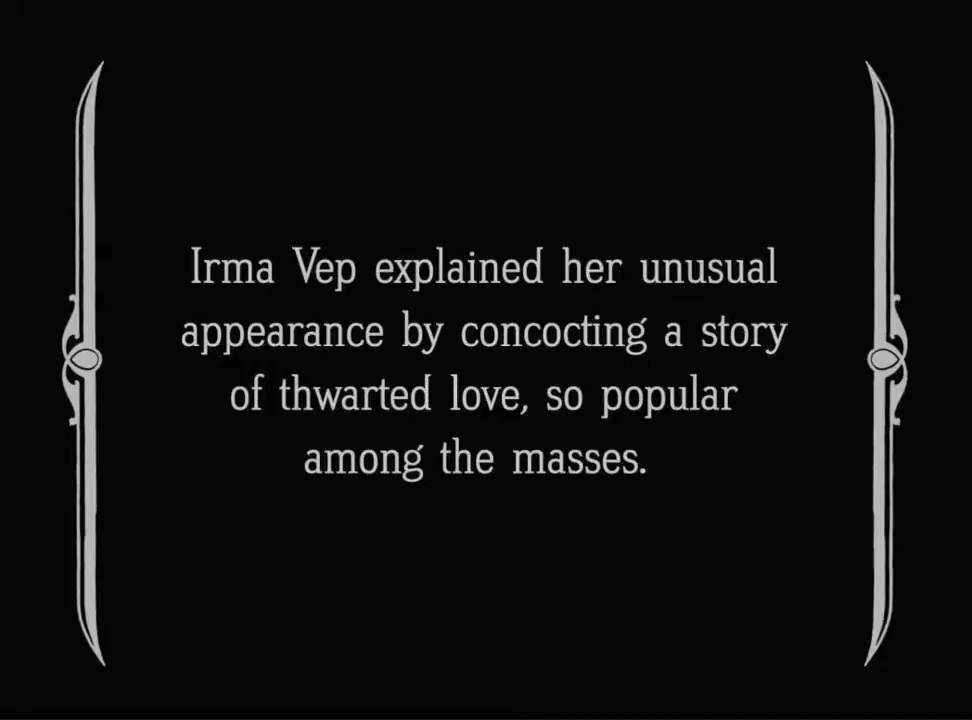 Irma Vep explained her unusual
appearance by concocting a story
of thwarted love, so popular
among the masses.